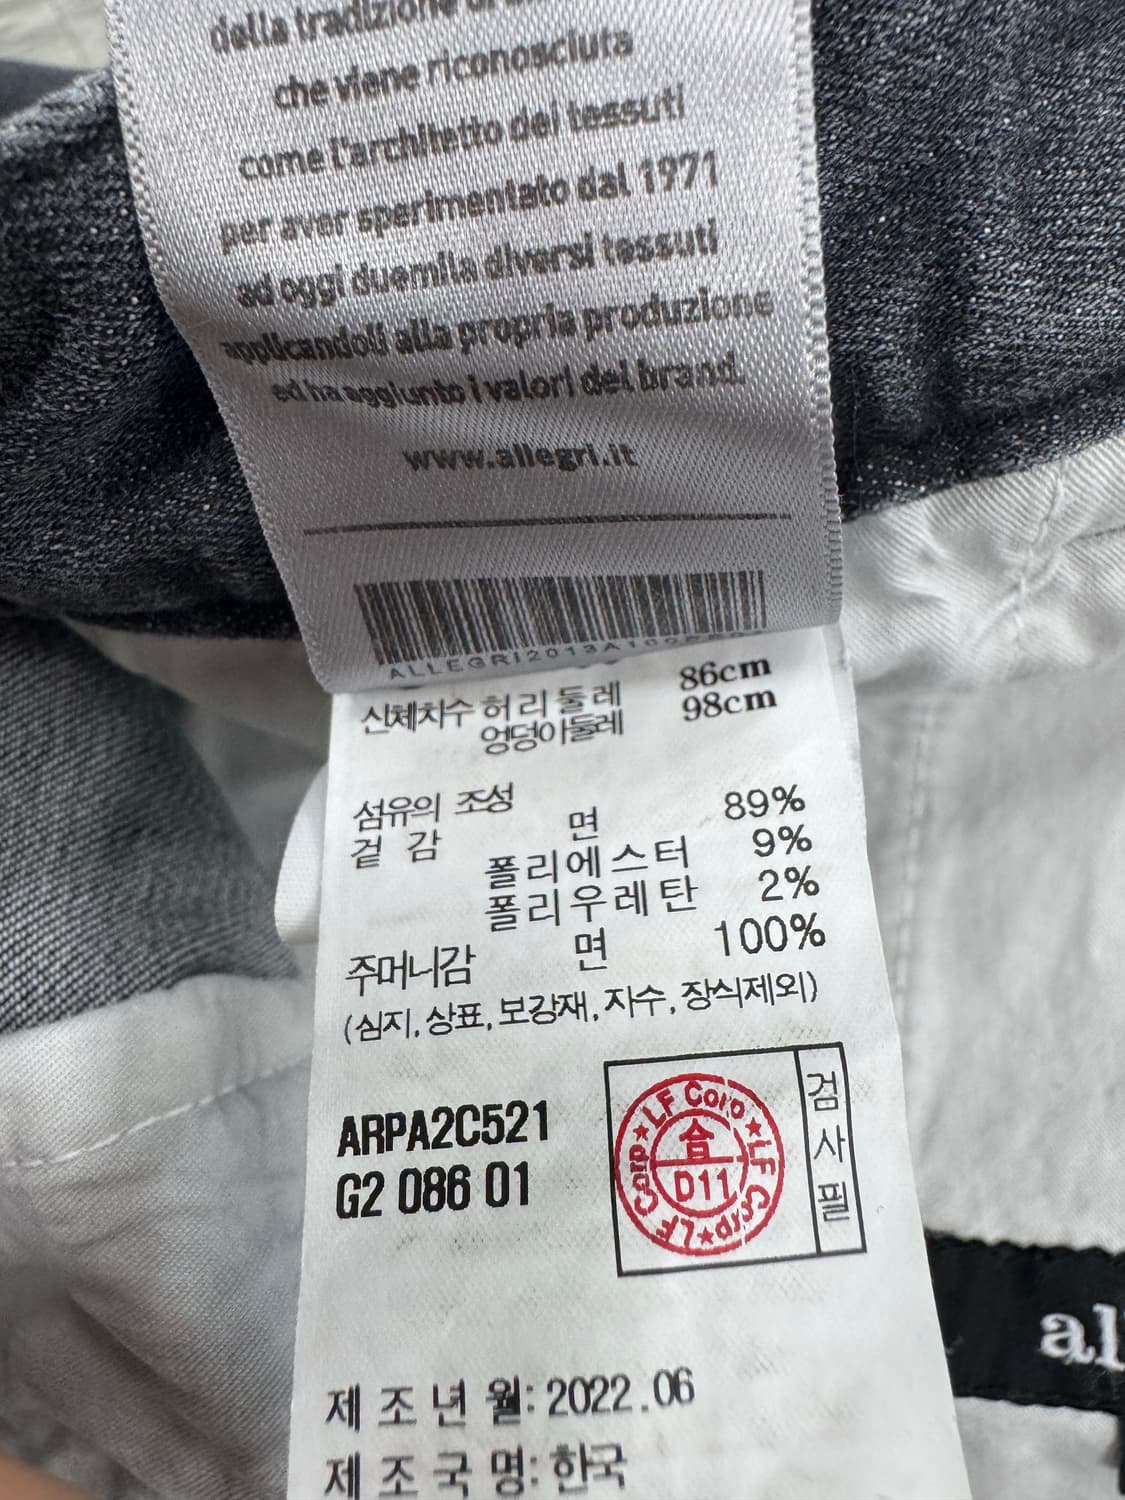 della tradizione
che viene riconosciuta
come l'architetto dei tessuti
per aver sperimentato dal 1971
ad oggi duemila diversi tessuti
applicandoli alla propria produzione
ed ha aggiunto i valori del brand.
www.allegri.it
신체치수 허리둘레 86cm
엉덩이둘레 98cm
섬유의 조성
겉감 면 89%
폴리에스터 9%
폴리우레탄 2%
주머니감 면 100%
(심지, 상표, 보강재, 자수, 장식제외)
ARPA2C521
G2 086 01
LF Corp ★ LF Corp ★ LF Corp ★
合
D11
검사필
제조년월: 2022.06
제조국명: 한국